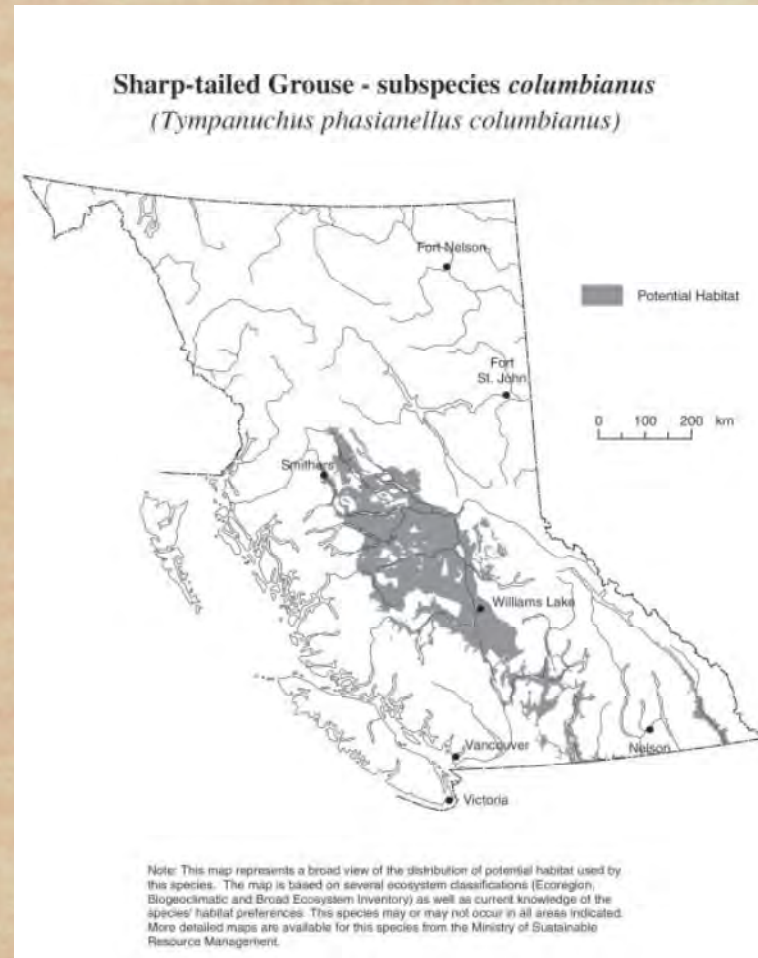 Sharp-tailed Grouse - subspecies columbianus
(Tympanuchus phasianellus columbianus)
Fort Nelson
Potential Habitat
Fort
St. John
0 100 200 km
Smithers
Williams Lake
Nelson
Vancouver
Victoria
Note: This map represents a broad view of the distribution of potential habitat used by
this species. The map is based on several ecosystem classifications (Ecoregion,
Biogeoclimatic and Broad Ecosystem Inventory) as well as current knowledge of the
species' habitat preferences. This species may or may not occur in all areas indicated.
More detailed maps are available for this species from the Ministry of Sustainable
Resource Management.